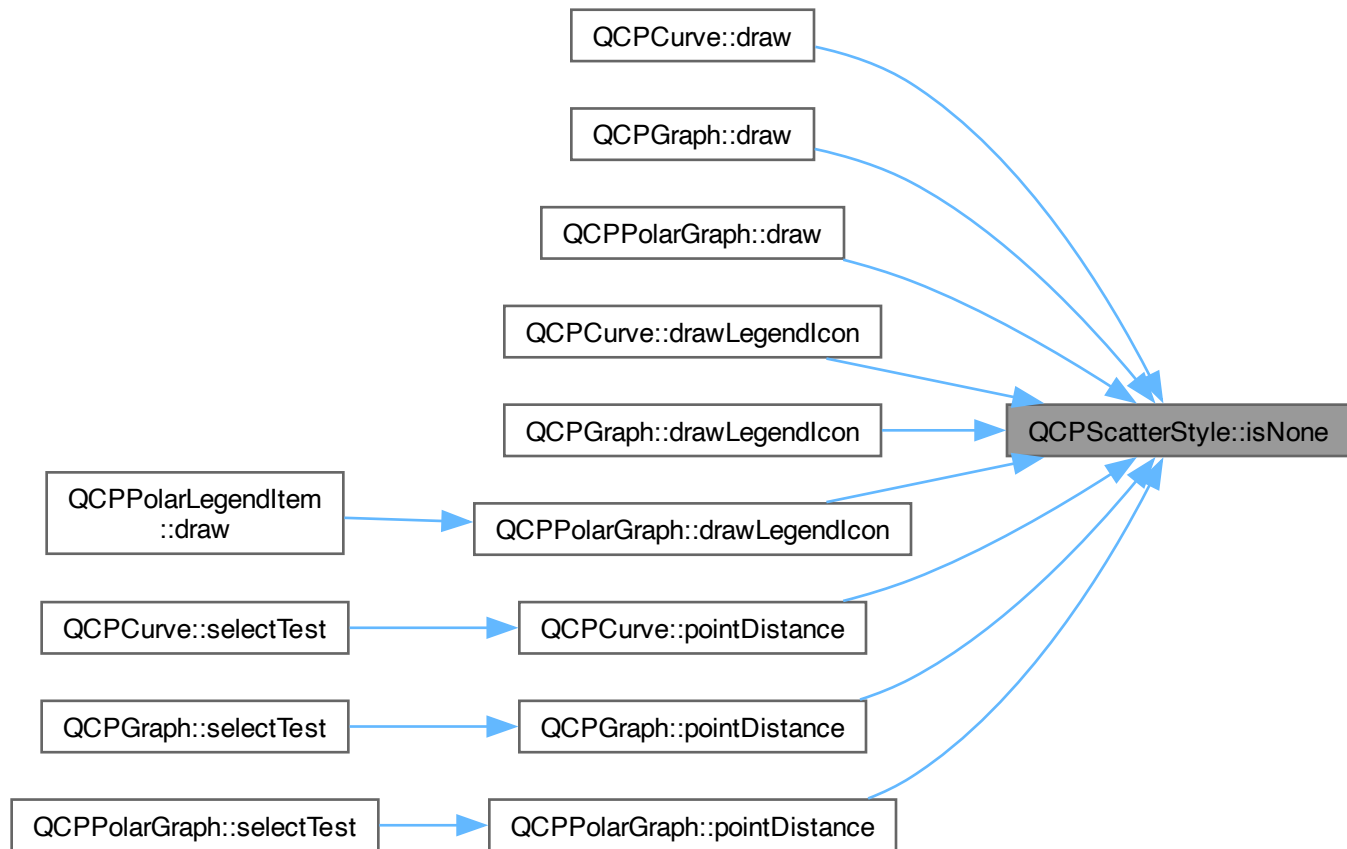 QCPCurve::draw
QCPGraph::draw
QCPPolarGraph::draw
QCPCurve::drawLegendIcon
QCPGraph::drawLegendIcon
QCPScatterStyle::isNone
QCPPolarLegendItem
::draw
QCPPolarGraph::drawLegendIcon
QCPCurve::selectTest
QCPCurve::pointDistance
QCPGraph::selectTest
QCPGraph::pointDistance
QCPPolarGraph::selectTest
QCPPolarGraph::pointDistance